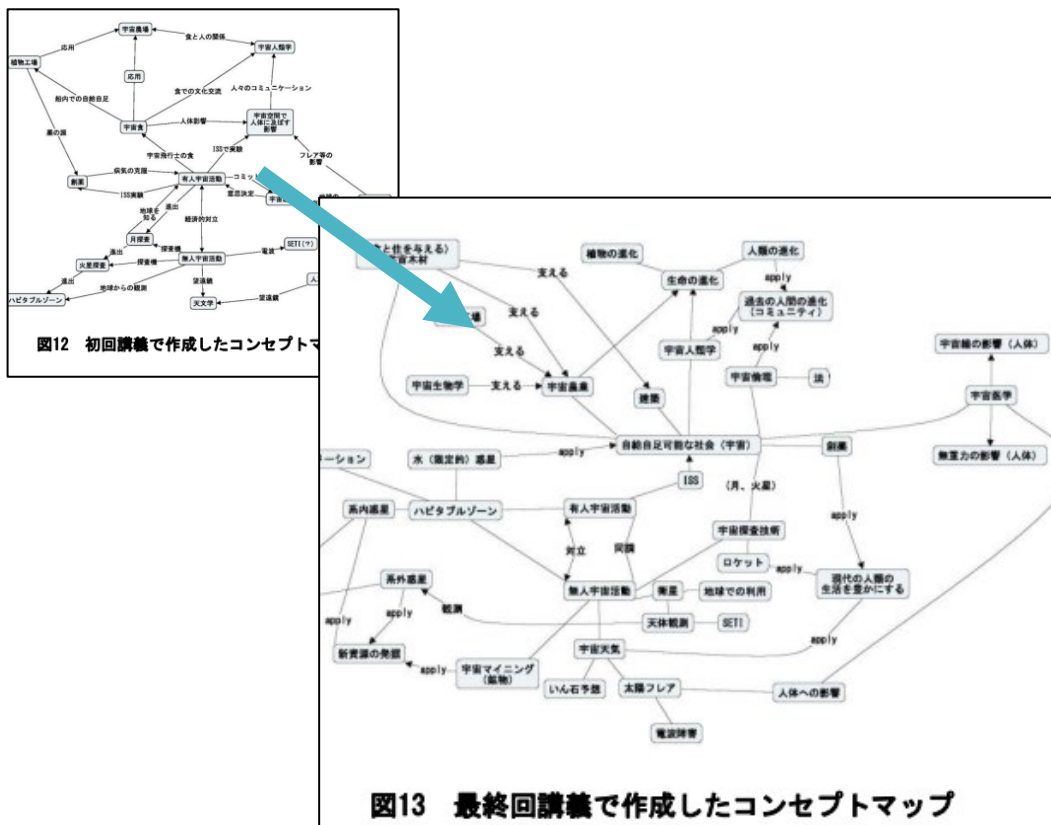 宇宙農場
応用
食と人の関係
宇宙人類学
植物工場
応用
船内での自給自足
食での文化交流
人々のコミュニケーション
宇宙食
人体影響
宇宙空間で
人体に及ぼす
影響
薬の源
宇宙飛行士の食
ISSで実験
フレア等の
影響
病気の克服
創薬
有人宇宙活動
コミット
ISS実験
意思決定
地球を
知る
進出
経済的対立
月探査
進出
探査機
SETI(?)
電波
火星探査
探査機
無人宇宙活動
進出
望遠鏡
ハビタブルゾーン
地球からの観測
天文学
望遠鏡
図12 初回講義で作成したコンセプトマ
と住を与える)
宇宙木材
植物の進化
人類の進化
支える
生命の進化
apply
過去の人間の進化
(コミュニティ)
支える
場
apply
支える
宇宙人類学
apply
宇宙線の影響(人体)
宇宙生物学
支える
宇宙農業
宇宙倫理
法
建築
宇宙医学
水(限定的)惑星
apply
自給自足可能な社会(宇宙)
創薬
無重力の影響(人体)
ーション
ISS
(月、火星)
系内惑星
ハビタブルゾーン
有人宇宙活動
apply
対立
同調
宇宙探査技術
ロケット
apply
現代の人類の
生活を豊かにする
系外惑星
無人宇宙活動
衛星
地球での利用
apply
観測
天体観測
SETI
apply
apply
新資源の発掘
apply
宇宙マイニング
(鉱物)
宇宙天気
いん石予想
太陽フレア
人体への影響
電波障害
図13 最終回講義で作成したコンセプトマップ